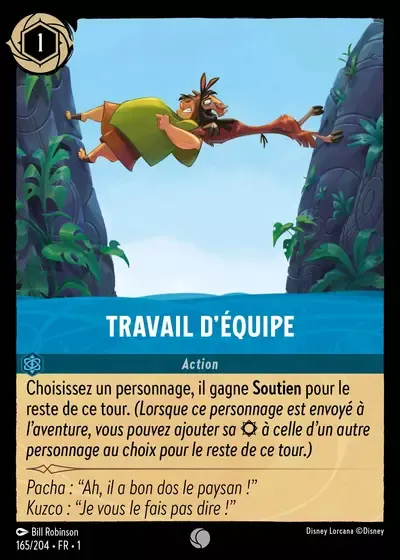 1
Disney Lorcana ©Disney
TRAVAIL D'ÉQUIPE
Action
Choisissez un personnage, il gagne Soutien pour le
reste de ce tour. (Lorsque ce personnage est envoyé à
l'aventure, vous pouvez ajouter sa à celle d'un autre
personnage au choix pour le reste de ce tour.)
Pacha : “Ah, il a bon dos le paysan !”
Kuzco : “Je vous le fais pas dire !”
Bill Robinson
165/204 • FR • 1
Disney Lorcana ©Disney